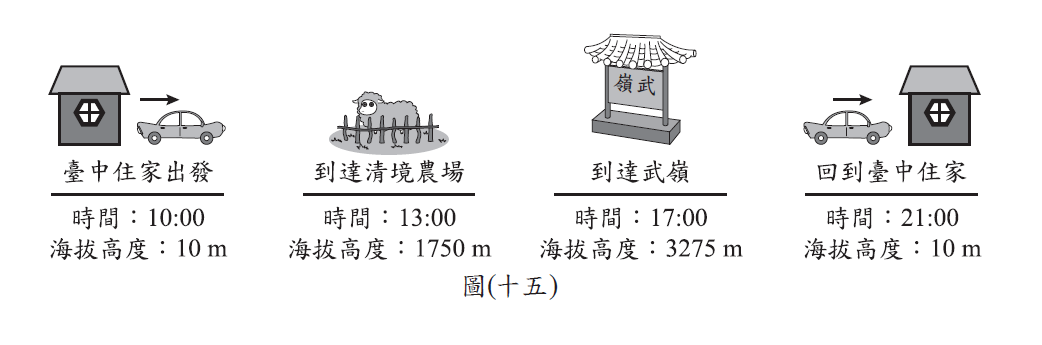 嶺武
臺中住家出發
時間：10:00
海拔高度：10 m
到達清境農場
時間：13:00
海拔高度：1750 m
到達武嶺
時間：17:00
海拔高度：3275 m
回到臺中住家
時間：21:00
海拔高度：10 m
圖(十五)